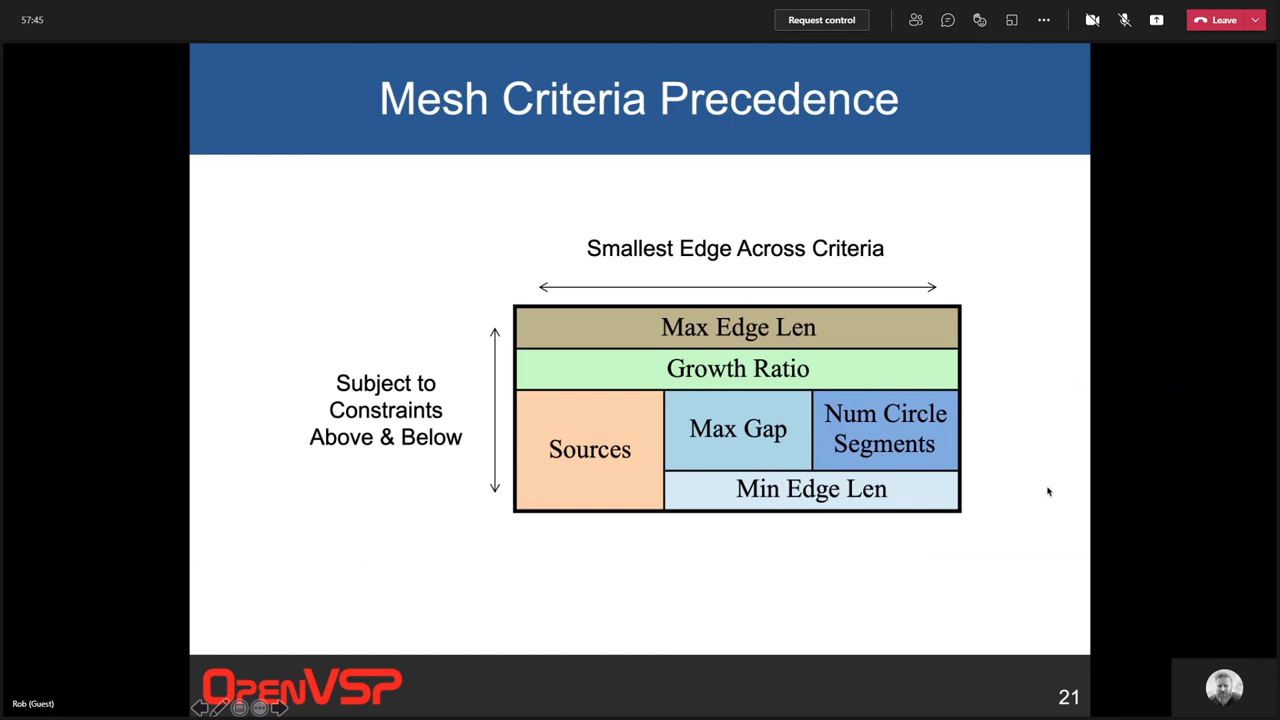 57:45
Request control
Leave
Mesh Criteria Precedence
Smallest Edge Across Criteria
Max Edge Len
Growth Ratio
Subject to
Constraints
Above & Below
Sources
Max Gap
Num Circle
Segments
Min Edge Len
OpenVSP
21
Rob (Guest)